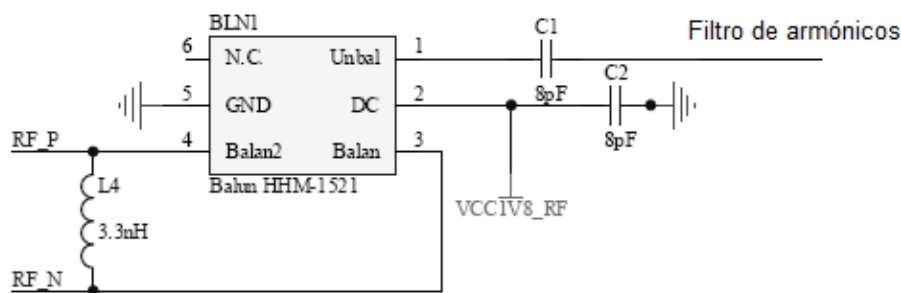 BLN1
C1
Filtro de armónicos
6 N.C. Unbal 1
8pF
C2
5 GND DC 2
8pF
RF_P
4 Balan2 Balan 3
Balun HHM-1521
L4
VCC1V8_RF
3.3nH
RF_N